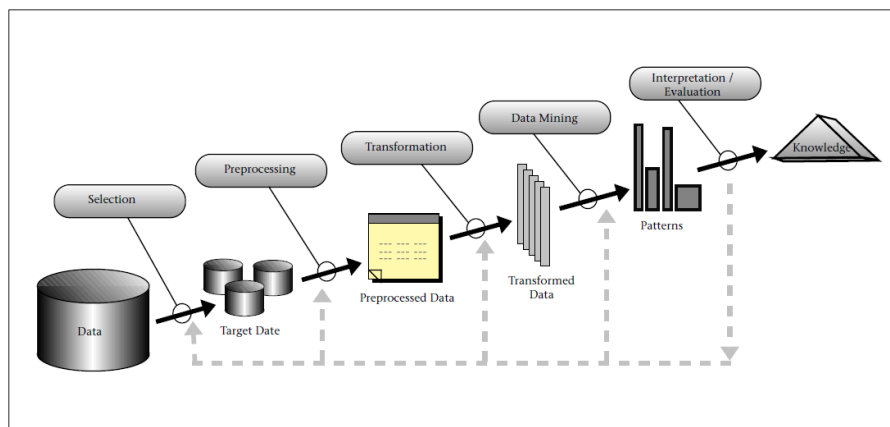 Interpretation /
Evaluation
Data Mining
Transformation
Preprocessing
Selection
Knowledge
Patterns
Transformed
Data
Preprocessed Data
Target Date
Data